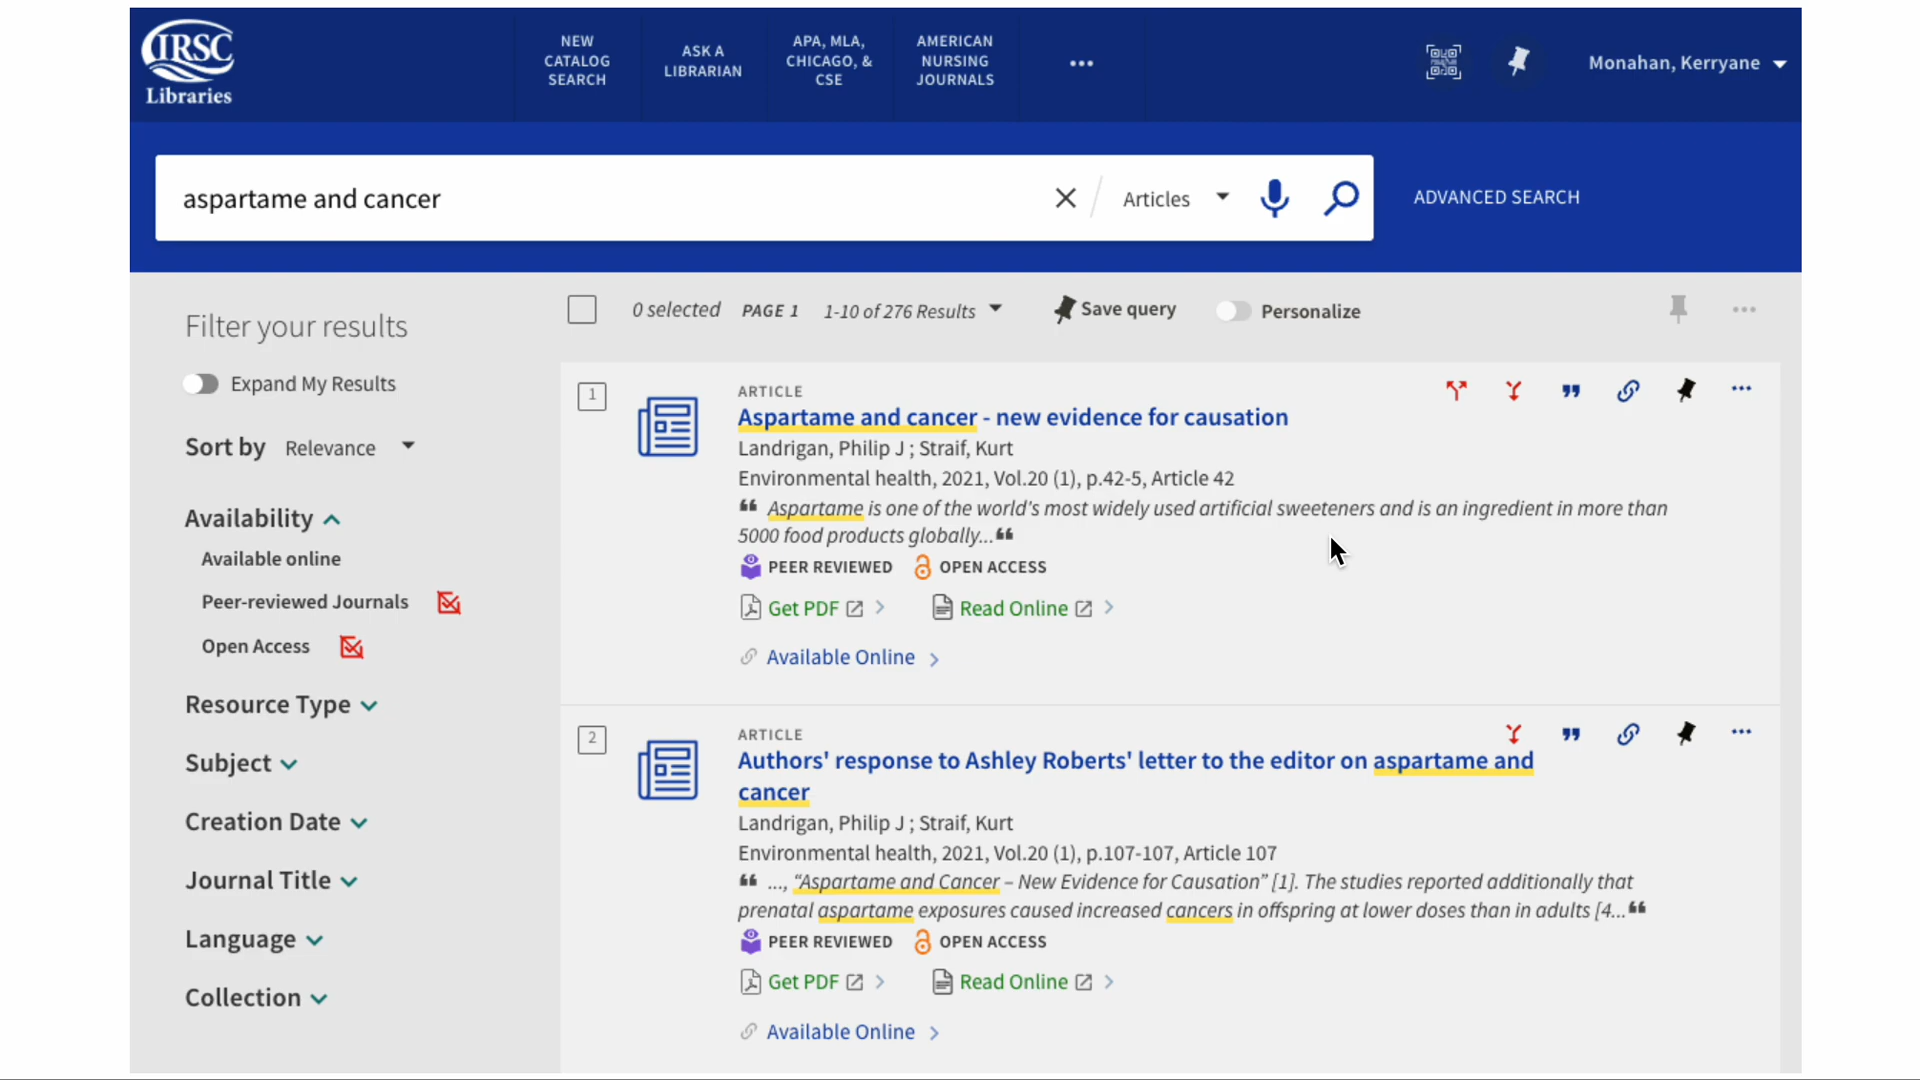 IRSC
Libraries
NEW
CATALOG
SEARCH
ASK A
LIBRARIAN
APA, MLA,
CHICAGO, &
CSE
AMERICAN
NURSING
JOURNALS
Monahan, Kerryane
aspartame and cancer
Articles
ADVANCED SEARCH
Filter your results
Expand My Results
Sort by Relevance
Availability
Available online
Peer-reviewed Journals
Open Access
Resource Type
Subject
Creation Date
Journal Title
Language
Collection
0 selected PAGE 1 1-10 of 276 Results Save query Personalize
1
ARTICLE
Aspartame and cancer - new evidence for causation
Landrigan, Philip J ; Straif, Kurt
Environmental health, 2021, Vol.20 (1), p.42-5, Article 42
❝ Aspartame is one of the world's most widely used artificial sweeteners and is an ingredient in more than
5000 food products globally...❝
PEER REVIEWED OPEN ACCESS
Get PDF Read Online
Available Online
2
ARTICLE
Authors' response to Ashley Roberts' letter to the editor on aspartame and
cancer
Landrigan, Philip J ; Straif, Kurt
Environmental health, 2021, Vol.20 (1), p.107-107, Article 107
❝ ..., “Aspartame and Cancer – New Evidence for Causation” [1]. The studies reported additionally that
prenatal aspartame exposures caused increased cancers in offspring at lower doses than in adults [4...❝
PEER REVIEWED OPEN ACCESS
Get PDF Read Online
Available Online